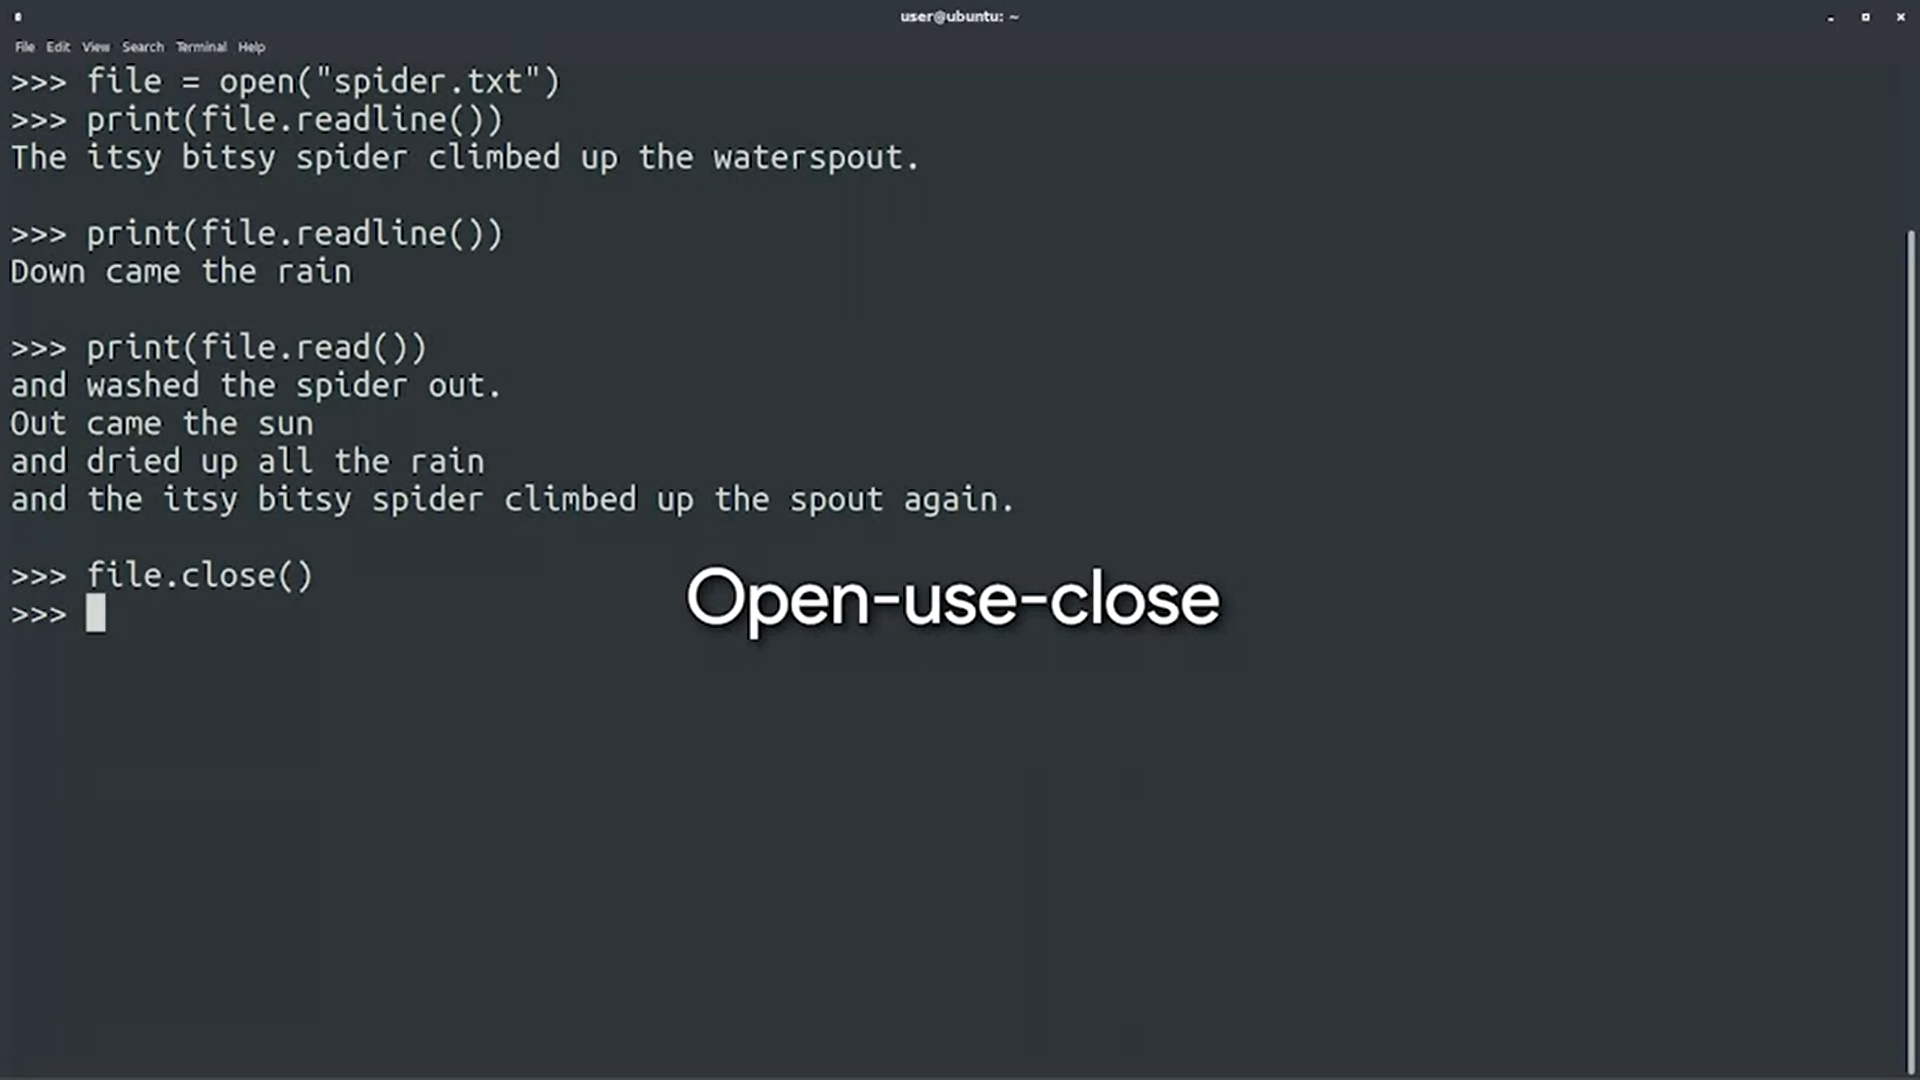 user@ubuntu: ~
File Edit View Search Terminal Help
>>> file = open("spider.txt")
>>> print(file.readline())
The itsy bitsy spider climbed up the waterspout.
>>> print(file.readline())
Down came the rain
>>> print(file.read())
and washed the spider out.
Out came the sun
and dried up all the rain
and the itsy bitsy spider climbed up the spout again.
>>> file.close()
>>>
Open-use-close